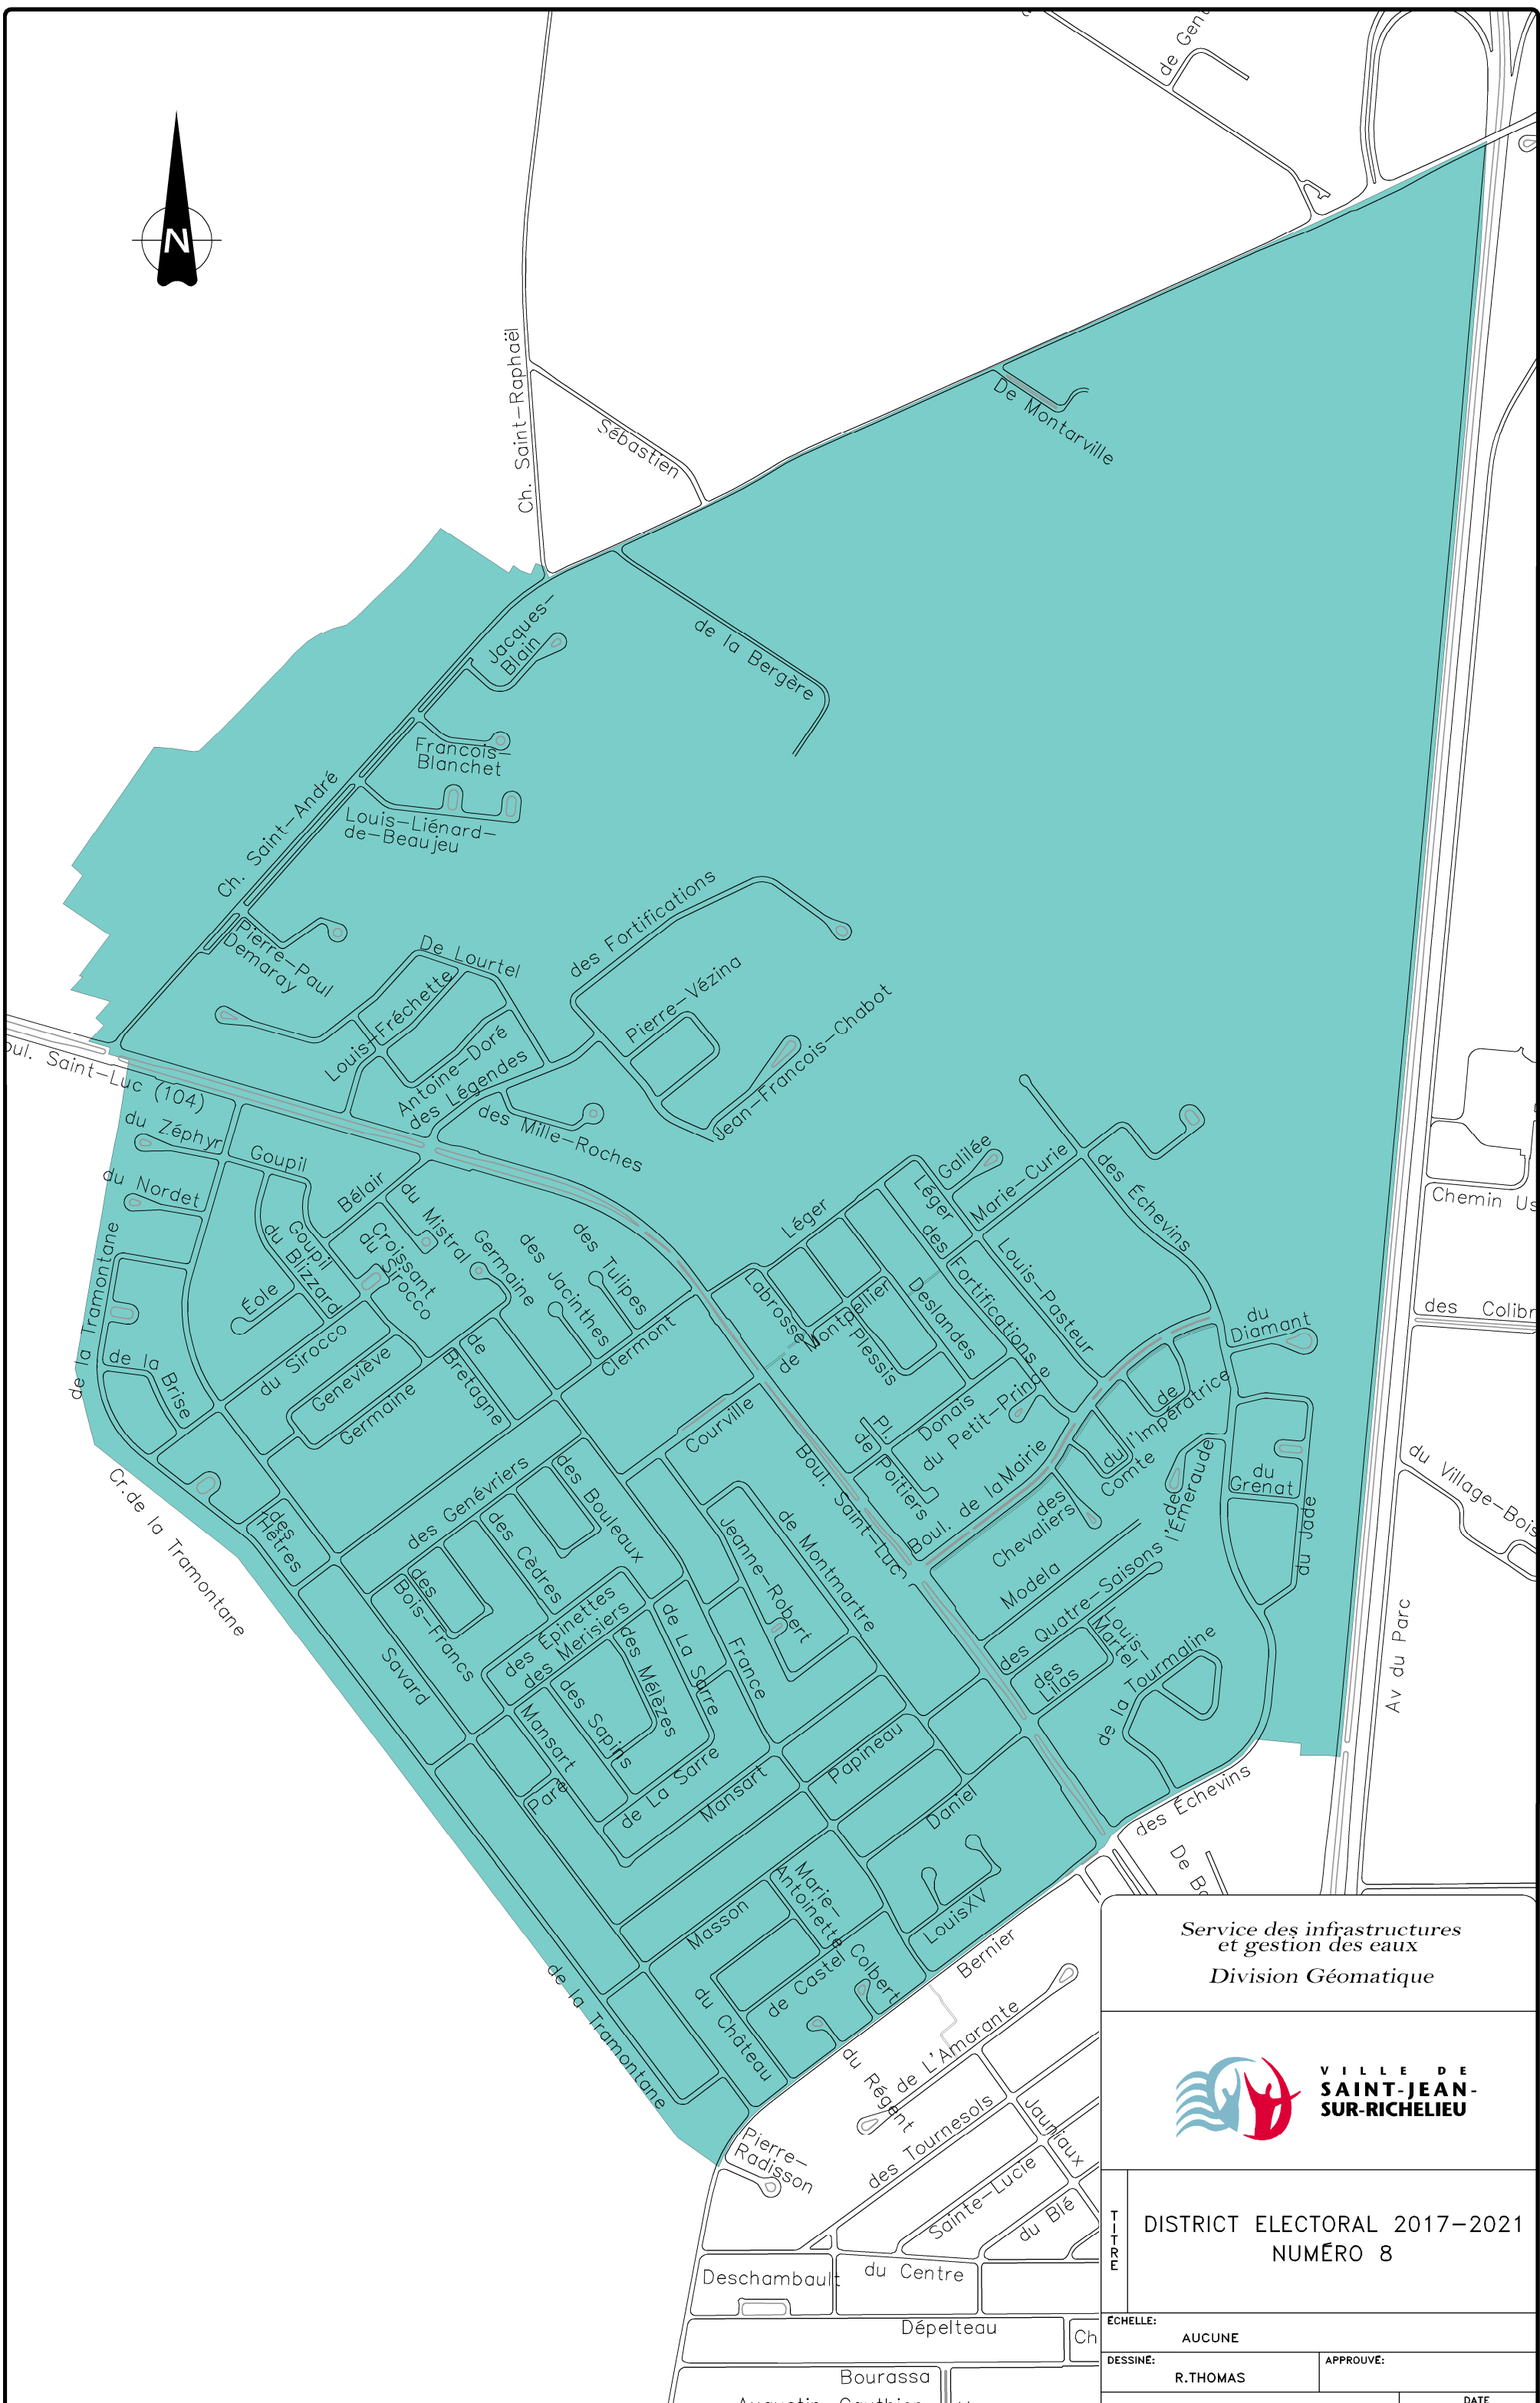 N
Ch. Saint-Raphaël
Sébastien
De Montarville
de la Bergère
Jacques-
Blain
Francois-
Blanchet
Louis-Liénard-
de-Beaujeu
Ch. Saint-André
Pierre-Paul
Demaray
De Lourtel
Louis-Fréchette
Antoine-Doré
des Légendes
des Fortifications
Pierre-Vézina
Jean-Francois-Chabot
des Mille-Roches
Saint-Luc (104)
du Zéphyr
Goupil
du Nordet
Bélair
du Mistral
Goupil
du Blizzard
Croissant
du Sirocco
Germaine
des Jacinthes
des Tulipes
Éole
de la Tramontane
de la Brise
du Sirocco
Geneviève
Germaine
de
Bretagne
Clermont
Léger
Léger
Galilée
Marie-Curie
des Échevins
Labrosse
de Montpellier
Plessis
Deslandes
des Fortifications
Louis-Pasteur
du
Diamant
Courville
Pl.
de
Poitiers
Donais
du Petit-Prince
Boul. de laMairie
de
l'Impératrice
du
Comte
des
Chevaliers
de
l'Émeraude
du
Grenat
du Jade
Chemin
des Colibr
du Village-Bois
Cr.de la Tramontane
des
Hêtres
des Genévriers
des Bouleaux
des Cèdres
des
Bois-Francs
Savard
des Épinettes
des Merisiers
des Mélèzes
des Sapins
Mansart
Paré
de La Sarre
de La Sarre
Mansart
France
Jeanne-Robert
de Montmartre
Boul. Saint-Luc
Modela
des Quatre-Saisons
Louis-
Martel
des
Lilas
de la Tourmaline
Av du Parc
Papineau
Daniel
des Échevins
Masson
Marie-
Antoinette
LouisXV
Bernier
Colbert
de Castel
du Château
de la Tramontane
du Régent
de L'Amarante
des Tournesols
Jauniaux
Pierre-
Radisson
Sainte-Lucie
du Blé
Deschambault
du Centre
Dépelteau
Ch
Bourassa
Service des infrastructures
et gestion des eaux
Division Géomatique
VILLE DE
SAINT-JEAN-
SUR-RICHELIEU
TITRE
DISTRICT ELECTORAL 2017-2021
NUMÉRO 8
ÉCHELLE:
AUCUNE
DESSINÉ:
R.THOMAS
APPROUVÉ:
DATE